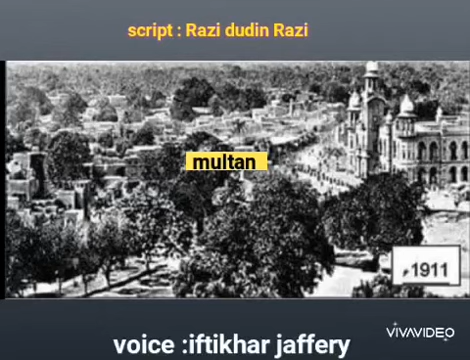 script : Razi dudin Razi
multan
1911
voice :iftikhar jaffery
VIVAVIDEO